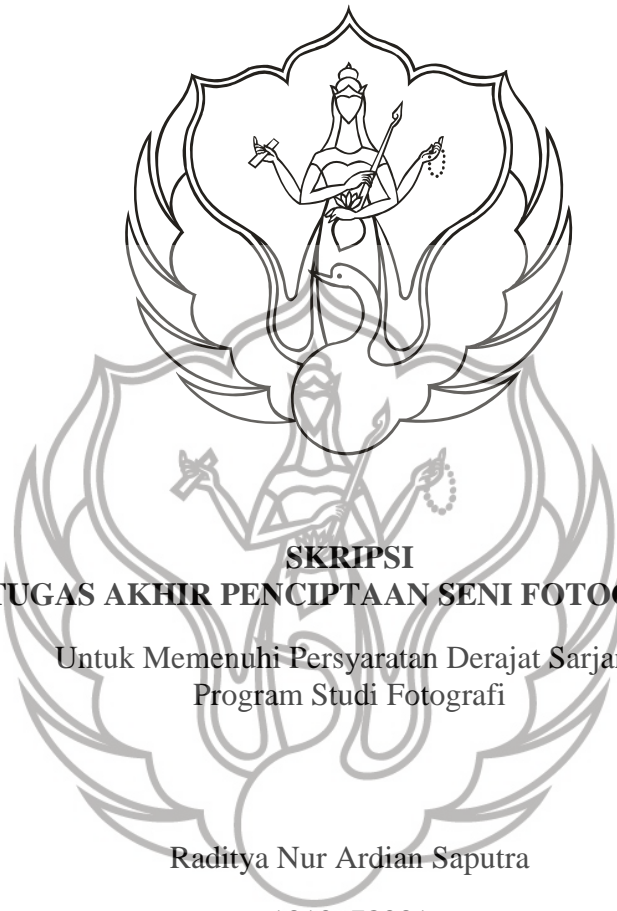 SKRIPSI
TUGAS AKHIR PENCIPTAAN SENI
Untuk Memenuhi Persyaratan Derajat
Program Studi Fotografi
Raditya Nur Ardian Saputra